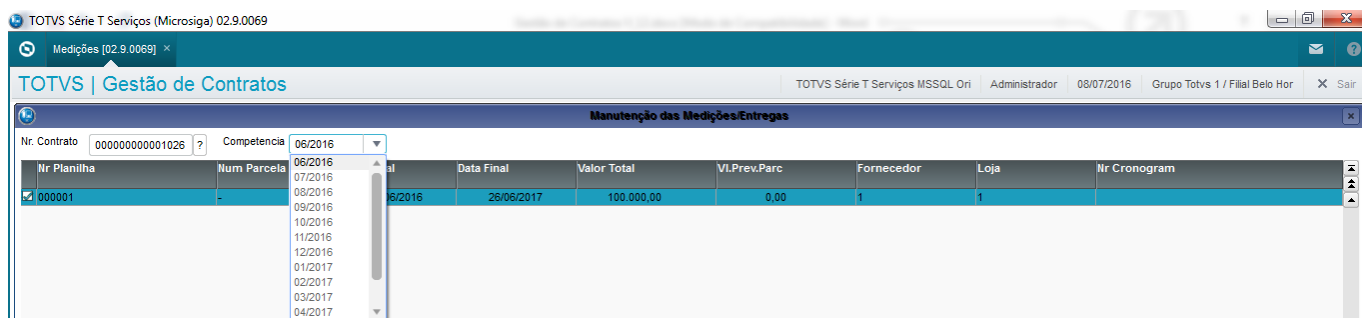 TOTVS Série T Serviços (Microsiga) 02.9.0069
Medições [02.9.0069] ×
TOTVS | Gestão de Contratos
TOTVS Série T Serviços MSSQL Ori Administrador 08/07/2016 Grupo Totvs 1 / Filial Belo Hor × Sair
Manutenção das Medições/Entregas
Nr. Contrato 000000000001026 ? Competencia 06/2016
Nr Planilha Num Parcela al Data Final Valor Total Vl.Prev.Parc Fornecedor Loja Nr Cronogram
000001 - 06/2016 26/06/2017 100.000,00 0,00 1 1
06/2016
07/2016
08/2016
09/2016
10/2016
11/2016
12/2016
01/2017
02/2017
03/2017
04/2017